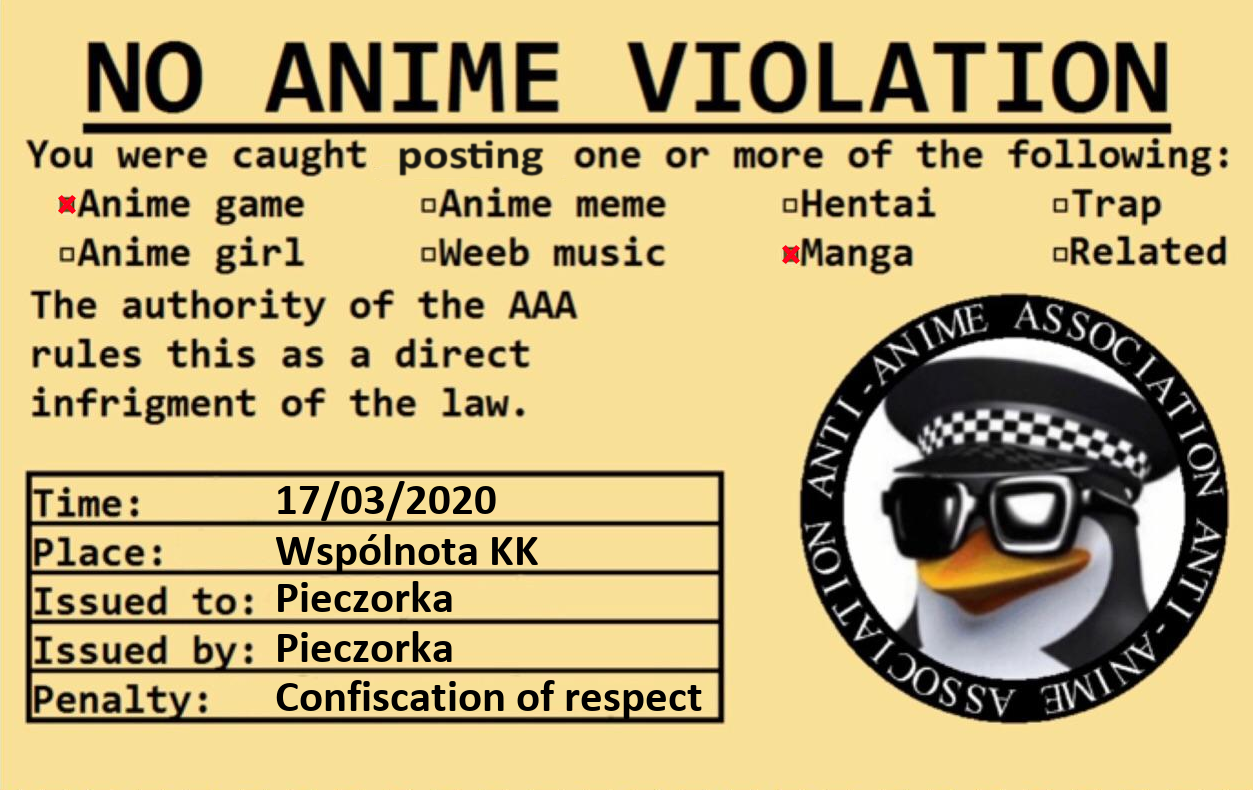 NO ANIME VIOLATION
You were caught posting one or more of the following:
Anime game Anime meme Hentai Trap
Anime girl Weeb music Manga Related
The authority of the AAA
rules this as a direct
infrigment of the law.
Time: 17/03/2020
Place: Wspólnota KK
Issued to: Pieczorka
Issued by: Pieczorka
Penalty: Confiscation of respect
ANTI-ANIME ASSOCIATION ANTI-ANIME ASSOCIATION